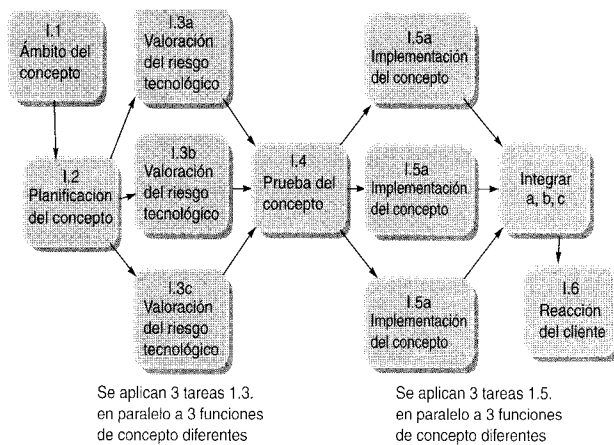 I.1
Ámbito del
concepto
I.2
Planificación
del concepto
I.3a
Valoración
del riesgo
tecnológico
I.3b
Valoración
del riesgo
tecnológico
I.3c
Valoración
del riesgo
tecnológico
I.4
Prueba del
concepto
I.5a
Implementación
del concepto
I.5a
Implementación
del concepto
I.5a
Implementación
del concepto
Integrar
a, b, c
I.6
Reacción
del cliente
Se aplican 3 tareas 1.3.
en paralelo a 3 funciones
de concepto diferentes
Se aplican 3 tareas 1.5.
en paralelo a 3 funciones
de concepto diferentes